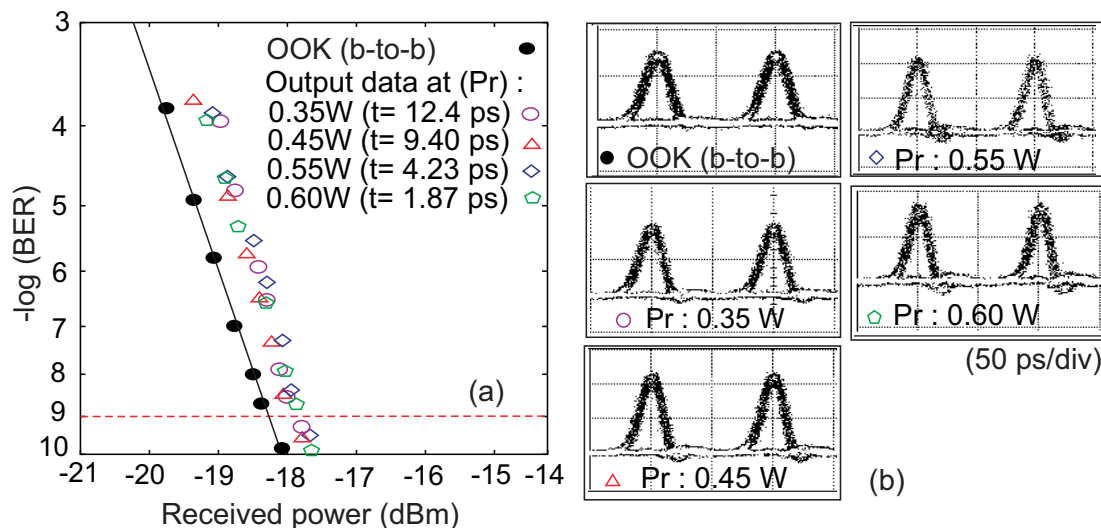 3
4
5
6
7
8
9
10
-log (BER)
-21 -20 -19 -18 -17 -16 -15 -14
Received power (dBm)
OOK (b-to-b)
Output data at (Pr) :
0.35W (t= 12.4 ps)
0.45W (t= 9.40 ps)
0.55W (t= 4.23 ps)
0.60W (t= 1.87 ps)
(a)
OOK (b-to-b)
Pr : 0.55 W
Pr : 0.35 W
Pr : 0.60 W
(50 ps/div)
Pr : 0.45 W
(b)